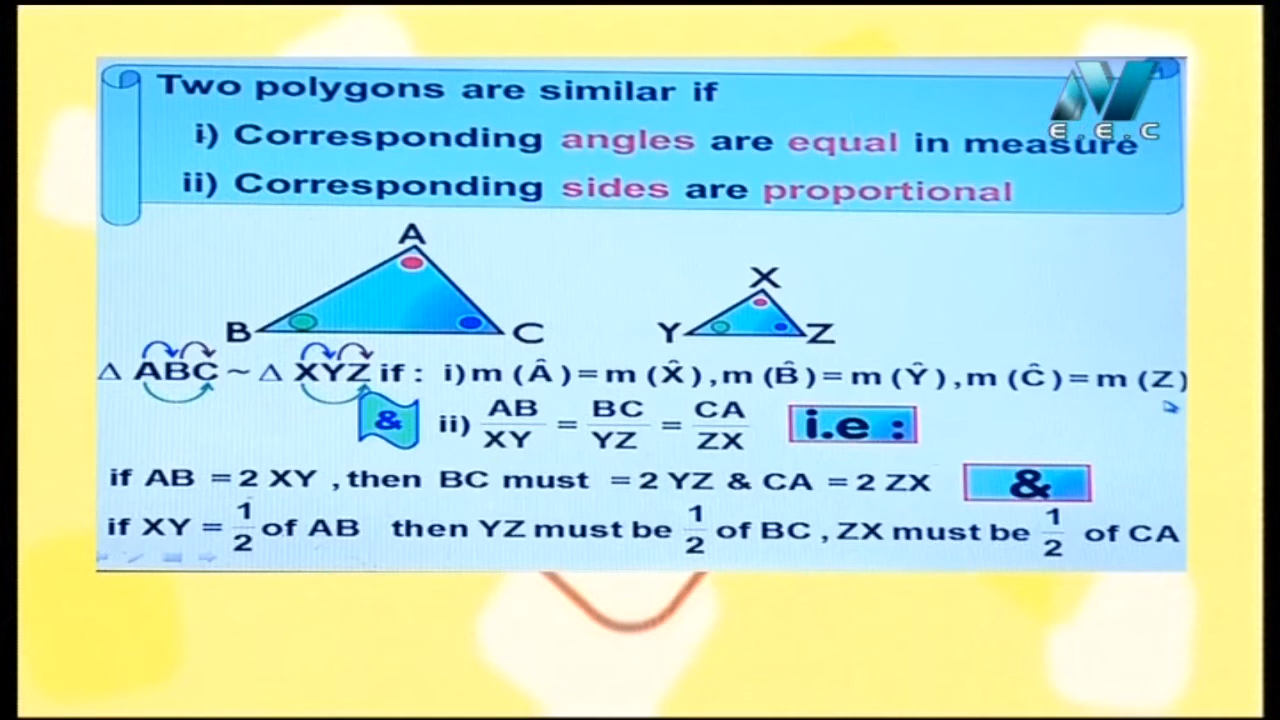 Two polygons are similar if
i) Corresponding angles are equal in measure
ii) Corresponding sides are proportional
E.E.C
A
X
B
C
Y
Z
Δ ABC ~ Δ XYZ if : i) m (Â) = m (X̂) , m (B̂) = m (Ŷ) , m (Ĉ) = m (Z)
& ii) AB/XY = BC/YZ = CA/ZX i.e :
if AB = 2 XY , then BC must = 2 YZ & CA = 2 ZX &
if XY = 1/2 of AB then YZ must be 1/2 of BC , ZX must be 1/2 of CA